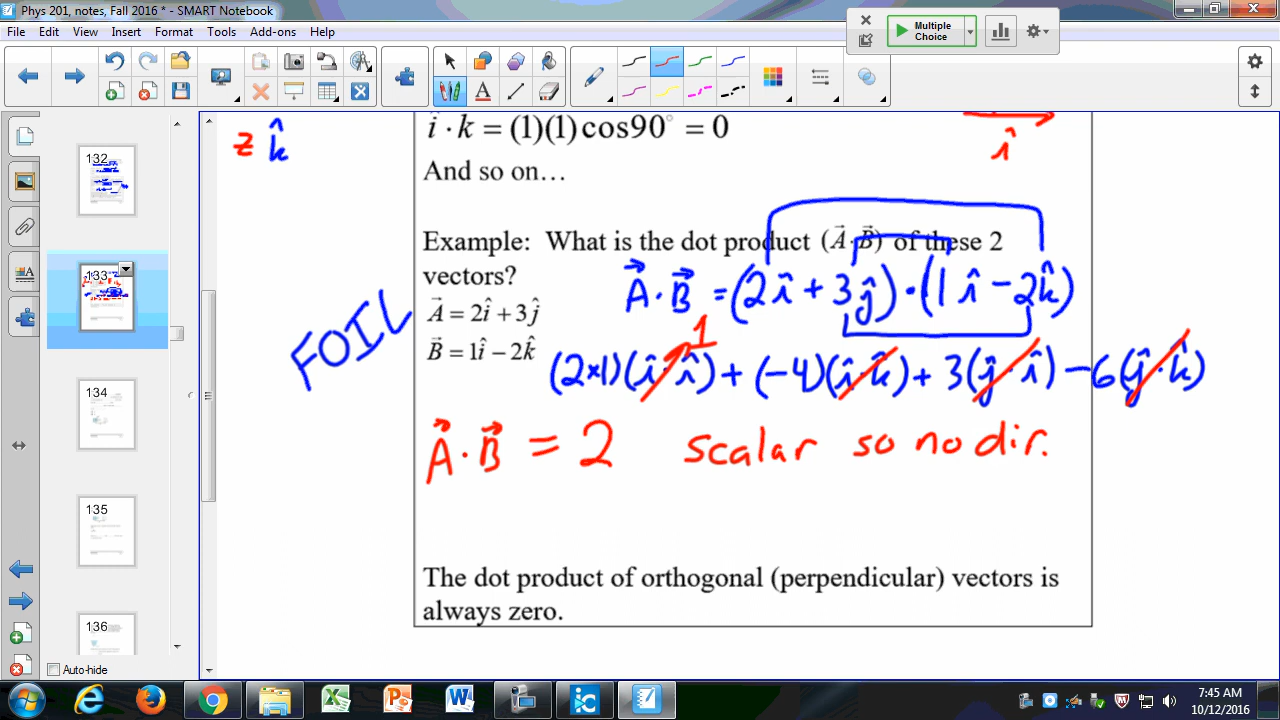 Phys 201, notes, Fall 2016 * - SMART Notebook
File Edit View Insert Format Tools Add-ons Help
Multiple
Choice
132
133
134
135
136
Auto-hide
z k̂
î
î · k = (1)(1) cos90° = 0
And so on…
Example: What is the dot product (A⃗·B⃗) of these 2
vectors?
A⃗ · B⃗ = (2î + 3ĵ) · (1î − 2k̂)
A⃗ = 2î + 3ĵ
B⃗ = 1î − 2k̂
FOIL
1
(2×1)(î · î) + (−4)(î · k̂) + 3(ĵ · î) − 6(ĵ · k̂)
A⃗ · B⃗ = 2 scalar so no dir.
The dot product of orthogonal (perpendicular) vectors is
always zero.
7:45 AM
10/12/2016